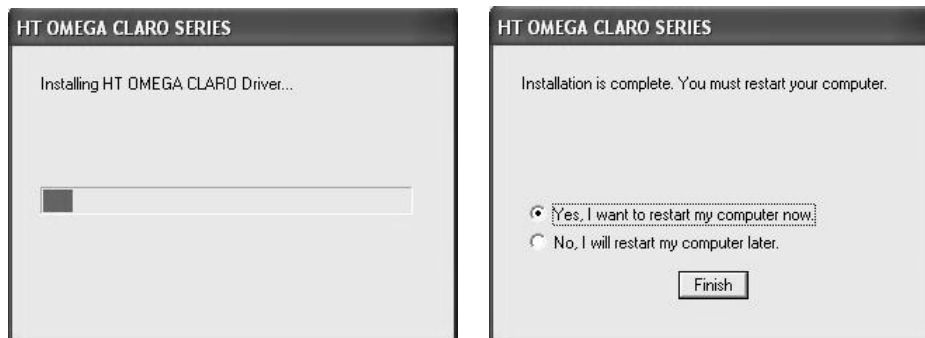 HT OMEGA CLARO SERIES
Installing HT OMEGA CLARO Driver...
HT OMEGA CLARO SERIES
Installation is complete. You must restart your computer.
Yes, I want to restart my computer now.
No, I will restart my computer later.
Finish